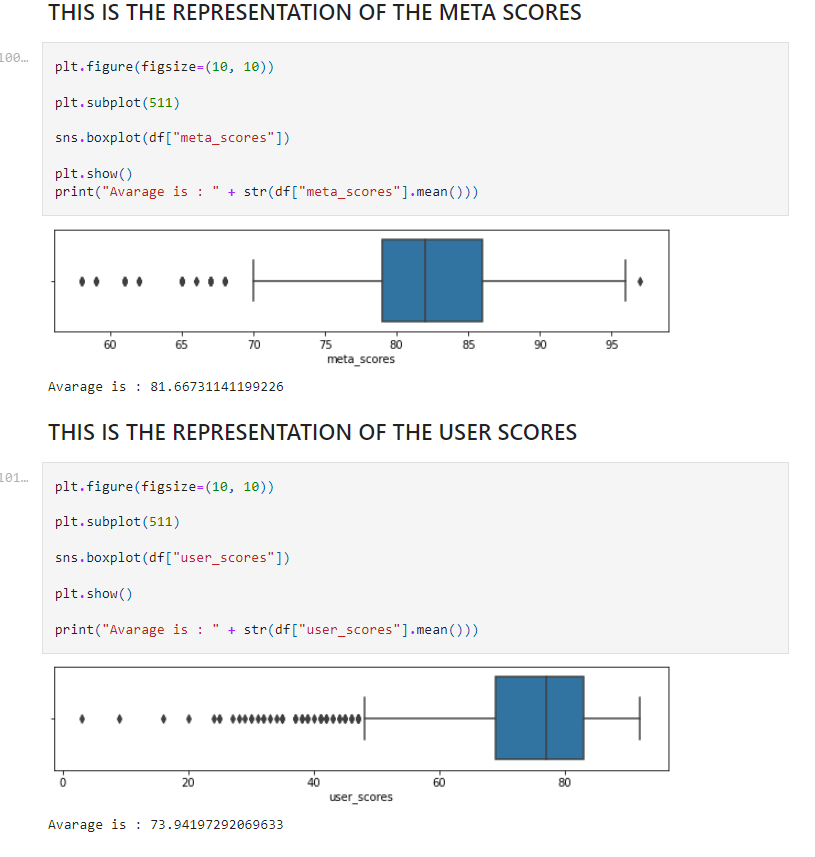 THIS IS THE REPRESENTATION OF THE META SCORES
100…
plt.figure(figsize=(10, 10))
plt.subplot(511)
sns.boxplot(df["meta_scores"])
plt.show()
print("Avarage is : " + str(df["meta_scores"].mean()))
60 65 70 75 80 85 90 95
meta_scores
Avarage is : 81.66731141199226
THIS IS THE REPRESENTATION OF THE USER SCORES
101…
plt.figure(figsize=(10, 10))
plt.subplot(511)
sns.boxplot(df["user_scores"])
plt.show()
print("Avarage is : " + str(df["user_scores"].mean()))
0 20 40 60 80
user_scores
Avarage is : 73.94197292069633